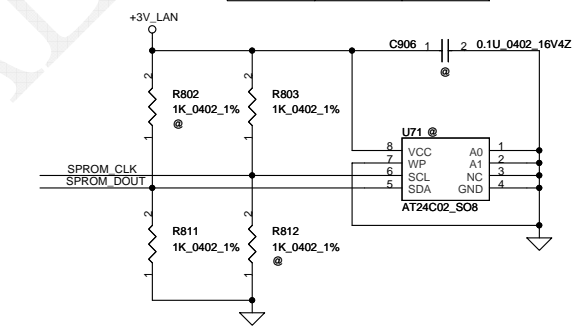 +3V_LAN
C906 1 2 0.1U_0402_16V4Z
@
2 2
R802 R803
1K_0402_1% 1K_0402_1%
@
1 1
U71 @
8 VCC A0 1
7 WP A1 2
6 SCL NC 3
5 SDA GND 4
AT24C02_SO8
SPROM_CLK
SPROM_DOUT
2 2
R811 R812
1K_0402_1% 1K_0402_1%
@
1 1